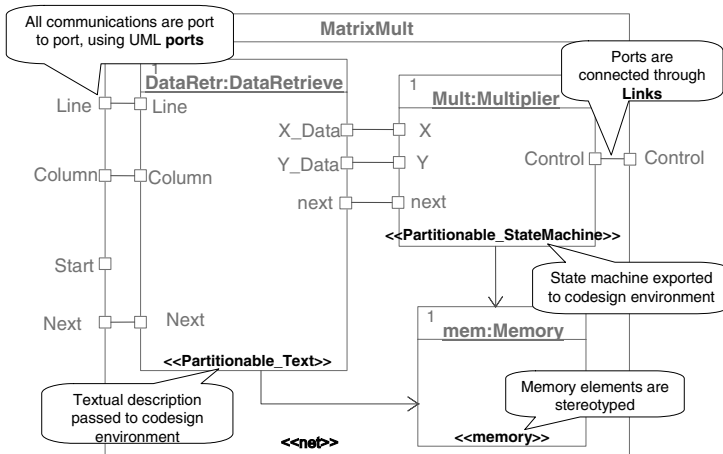 All communications are port
to port, using UML ports
MatrixMult
1
DataRetr:DataRetrieve
1
Mult:Multiplier
Ports are
connected through
Links
Line
Line
X_Data
X
Y_Data
Y
Control
Control
Column
Column
next
next
<<Partitionable_StateMachine>>
Start
State machine exported
to codesign environment
Next
Next
1
mem:Memory
<<Partitionable_Text>>
Textual description
passed to codesign
environment
Memory elements are
stereotyped
<<net>>
<<memory>>